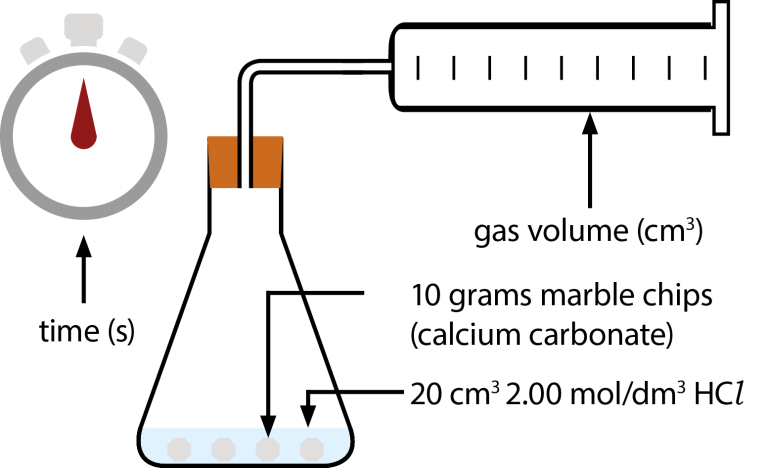 gas volume (cm³)
10 grams marble chips
(calcium carbonate)
time (s)
20 cm³ 2.00 mol/dm³ HCl